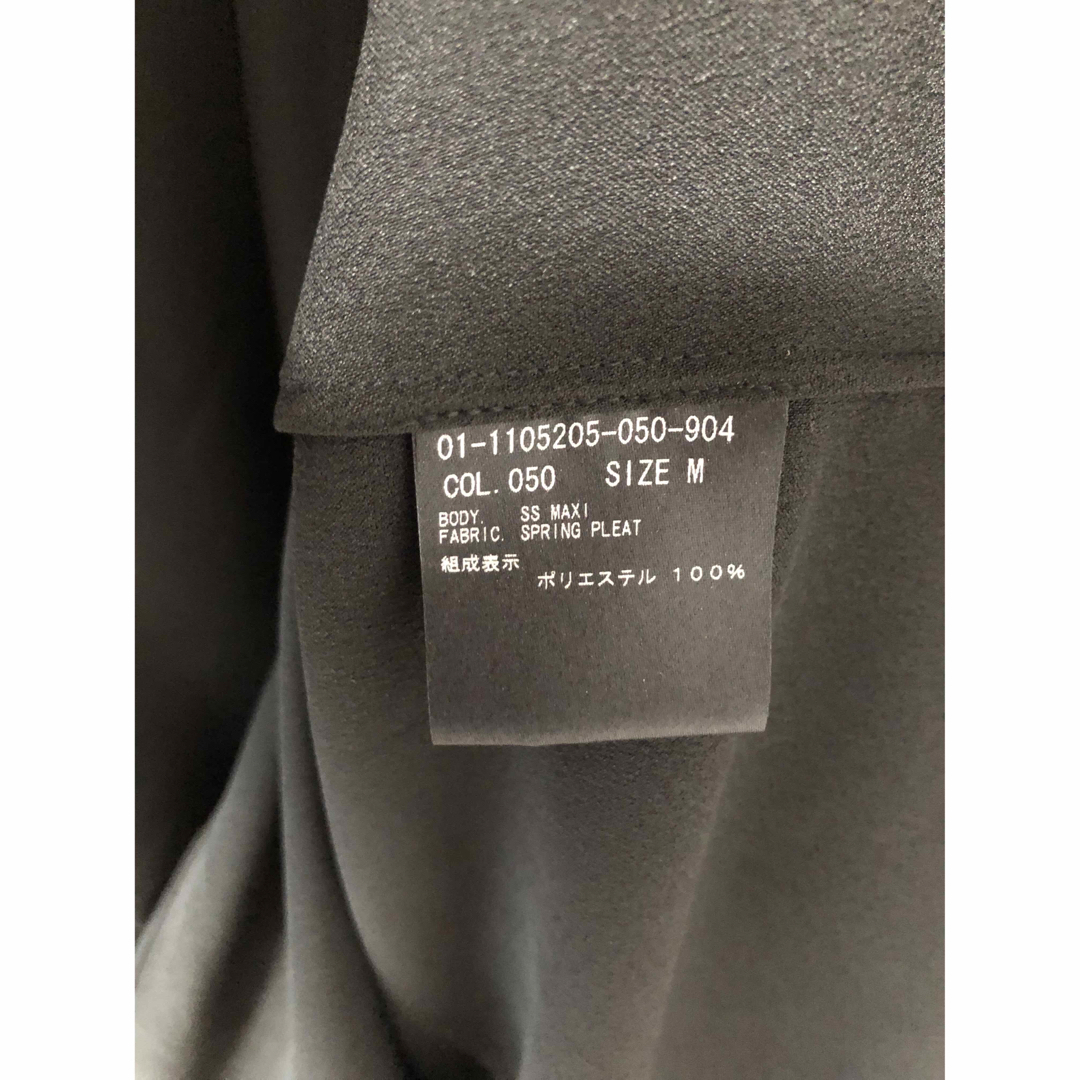 01-1105205-050-904
COL.050 SIZE M
BODY. SS MAXI
FABRIC. SPRING PLEAT
組成表示
ポリエステル １００％